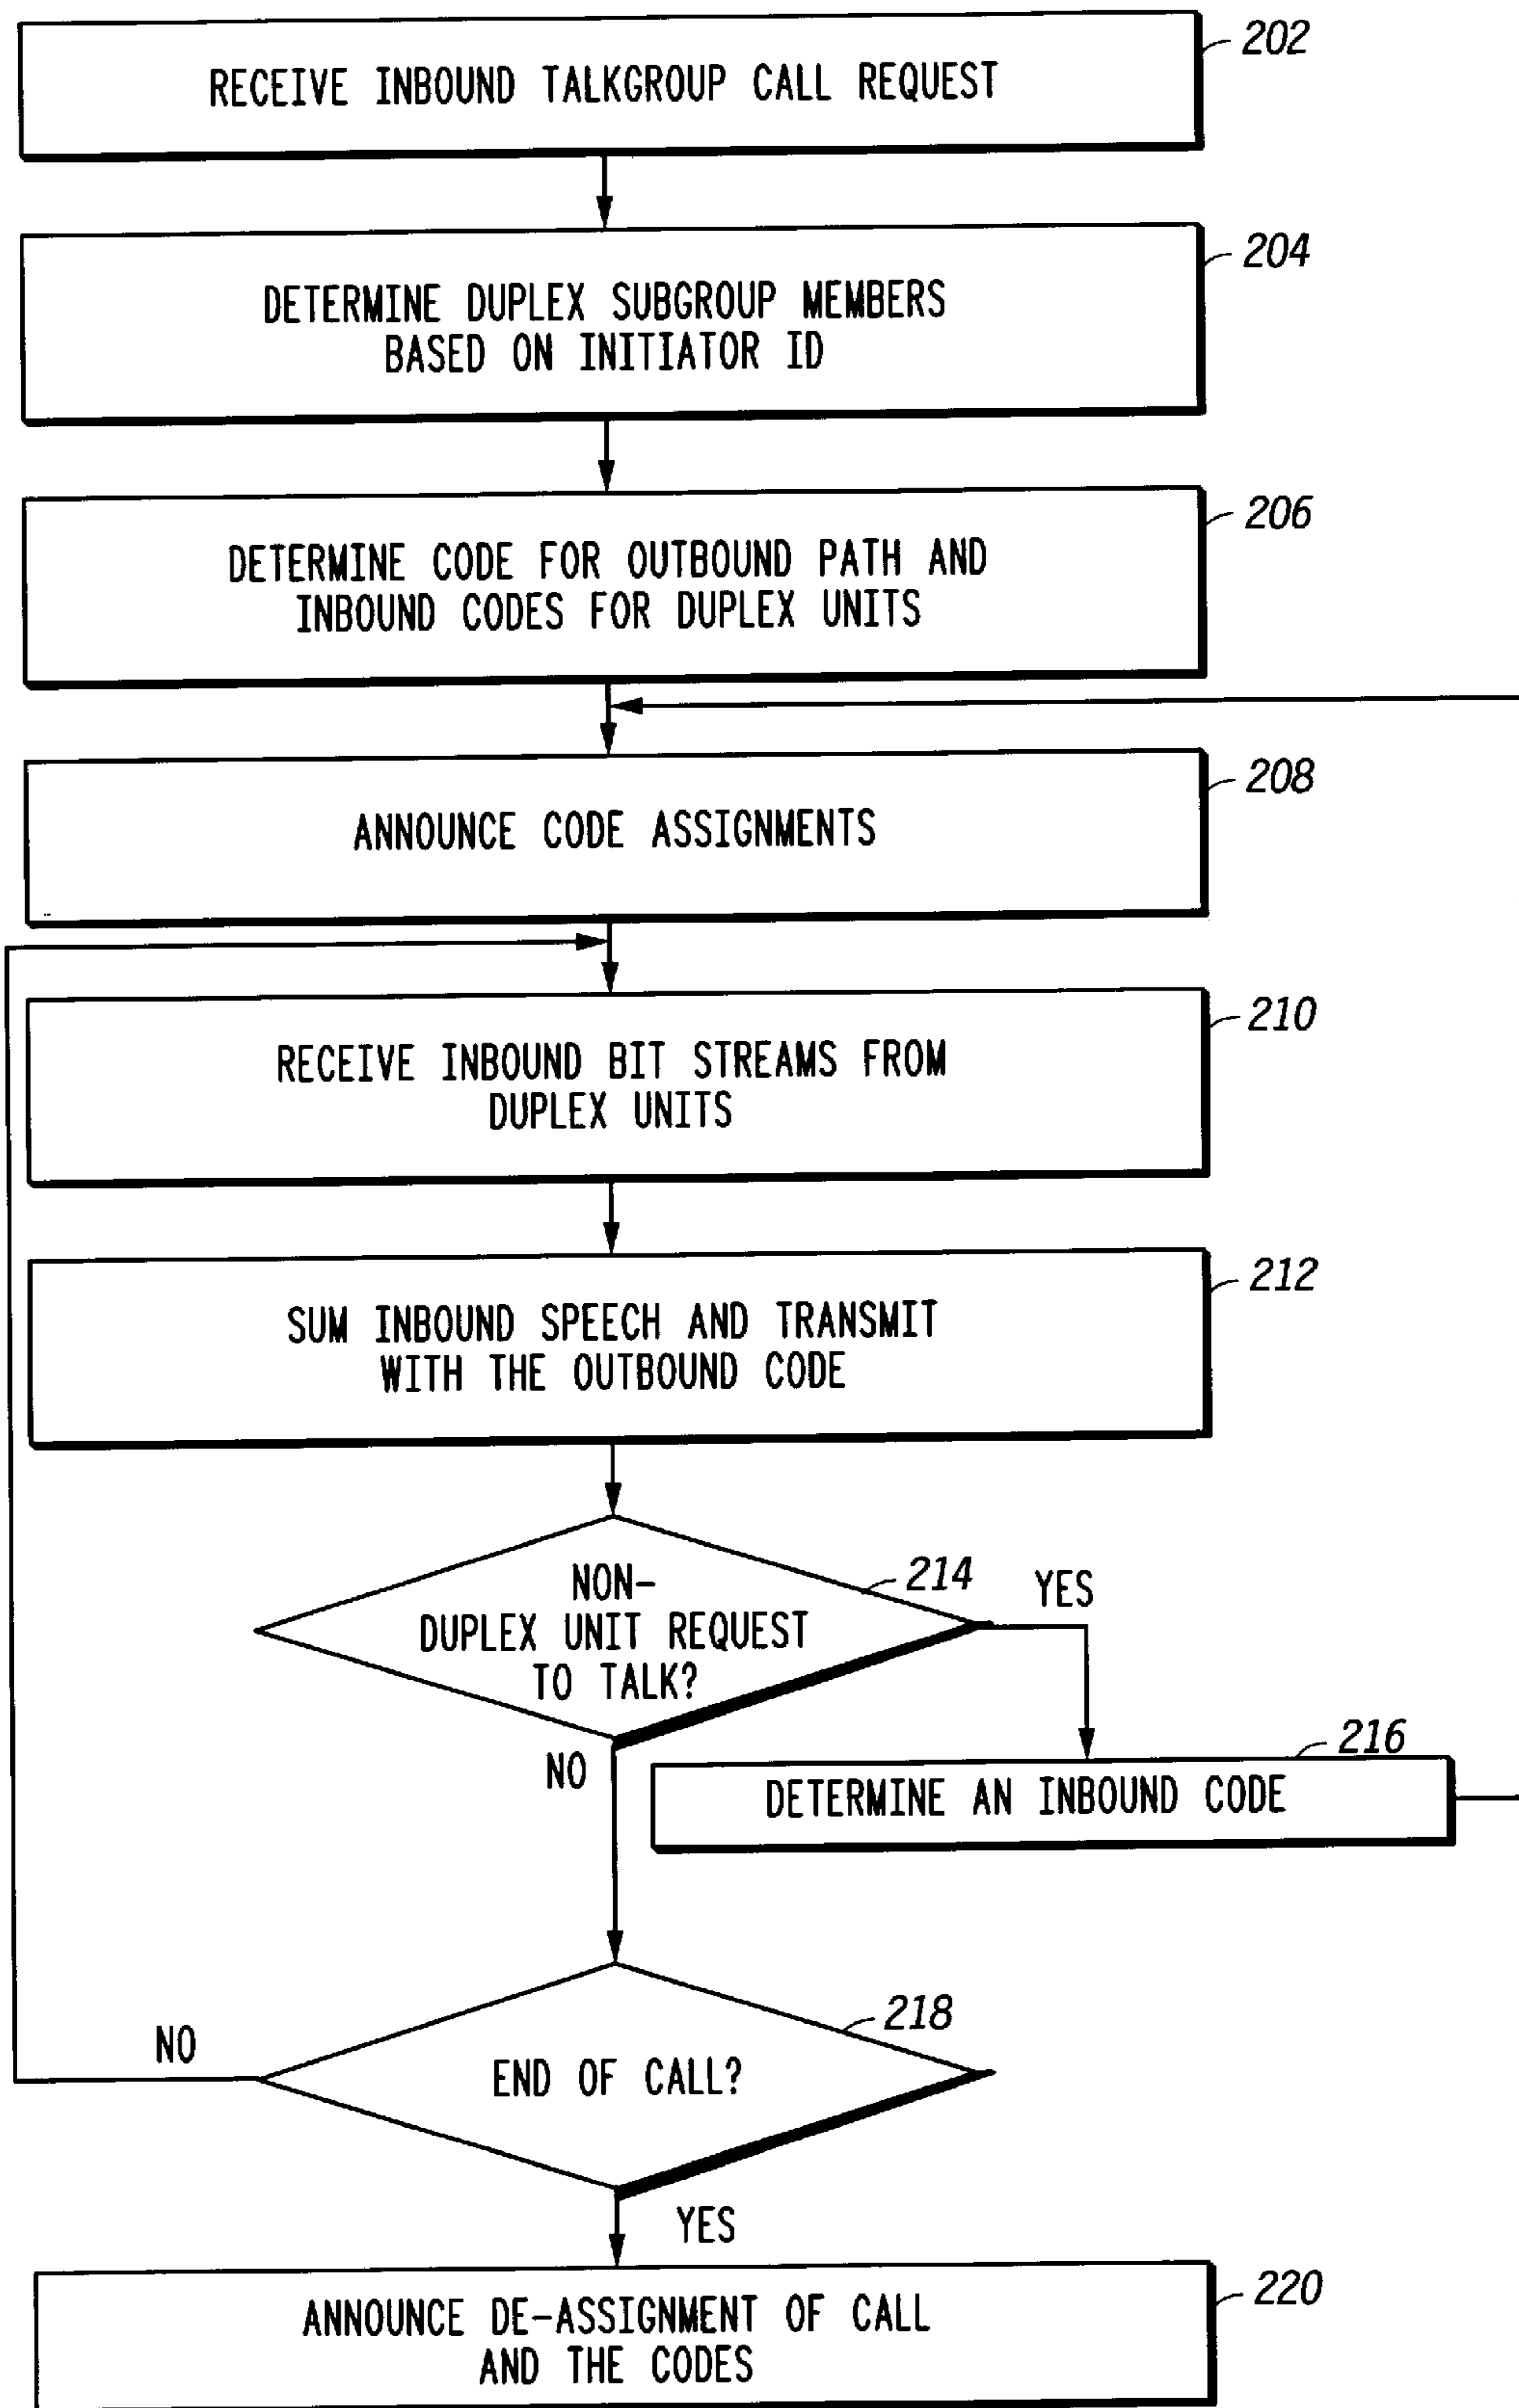 202
RECEIVE INBOUND TALKGROUP CALL REQUEST
204
DETERMINE DUPLEX SUBGROUP MEMBERS
BASED ON INITIATOR ID
206
DETERMINE CODE FOR OUTBOUND PATH AND
INBOUND CODES FOR DUPLEX UNITS
208
ANNOUNCE CODE ASSIGNMENTS
210
RECEIVE INBOUND BIT STREAMS FROM
DUPLEX UNITS
212
SUM INBOUND SPEECH AND TRANSMIT
WITH THE OUTBOUND CODE
214
NON-
DUPLEX UNIT REQUEST
TO TALK?
YES
NO
216
DETERMINE AN INBOUND CODE
218
END OF CALL?
NO
YES
220
ANNOUNCE DE-ASSIGNMENT OF CALL
AND THE CODES